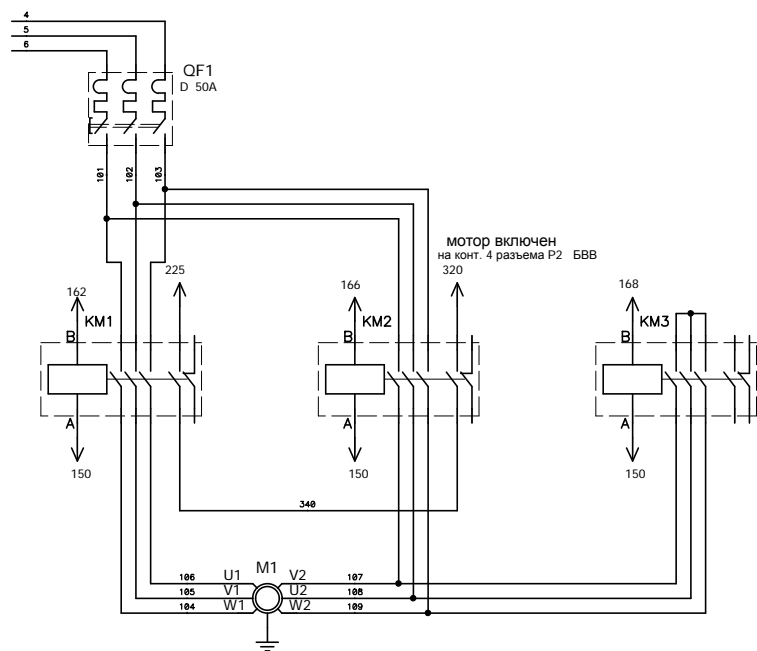 4
5
6
QF1
D 50A
101
102
103
мотор включен
на конт. 4 разъема Р2 БВВ
225
320
162
166
168
KM1
KM2
KM3
B
B
B
A
A
A
150
150
150
340
M1
106
U1
V2
107
105
V1
U2
108
104
W1
W2
109